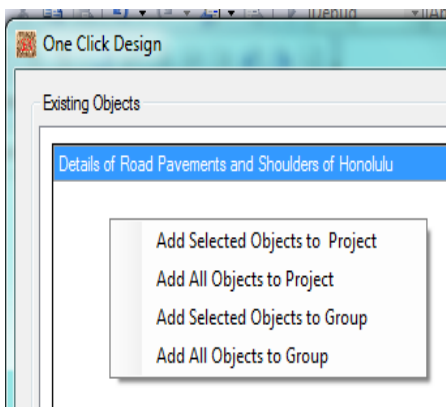 Debug
One Click Design
Existing Objects
Details of Road Pavements and Shoulders of Honolulu
Add Selected Objects to Project
Add All Objects to Project
Add Selected Objects to Group
Add All Objects to Group